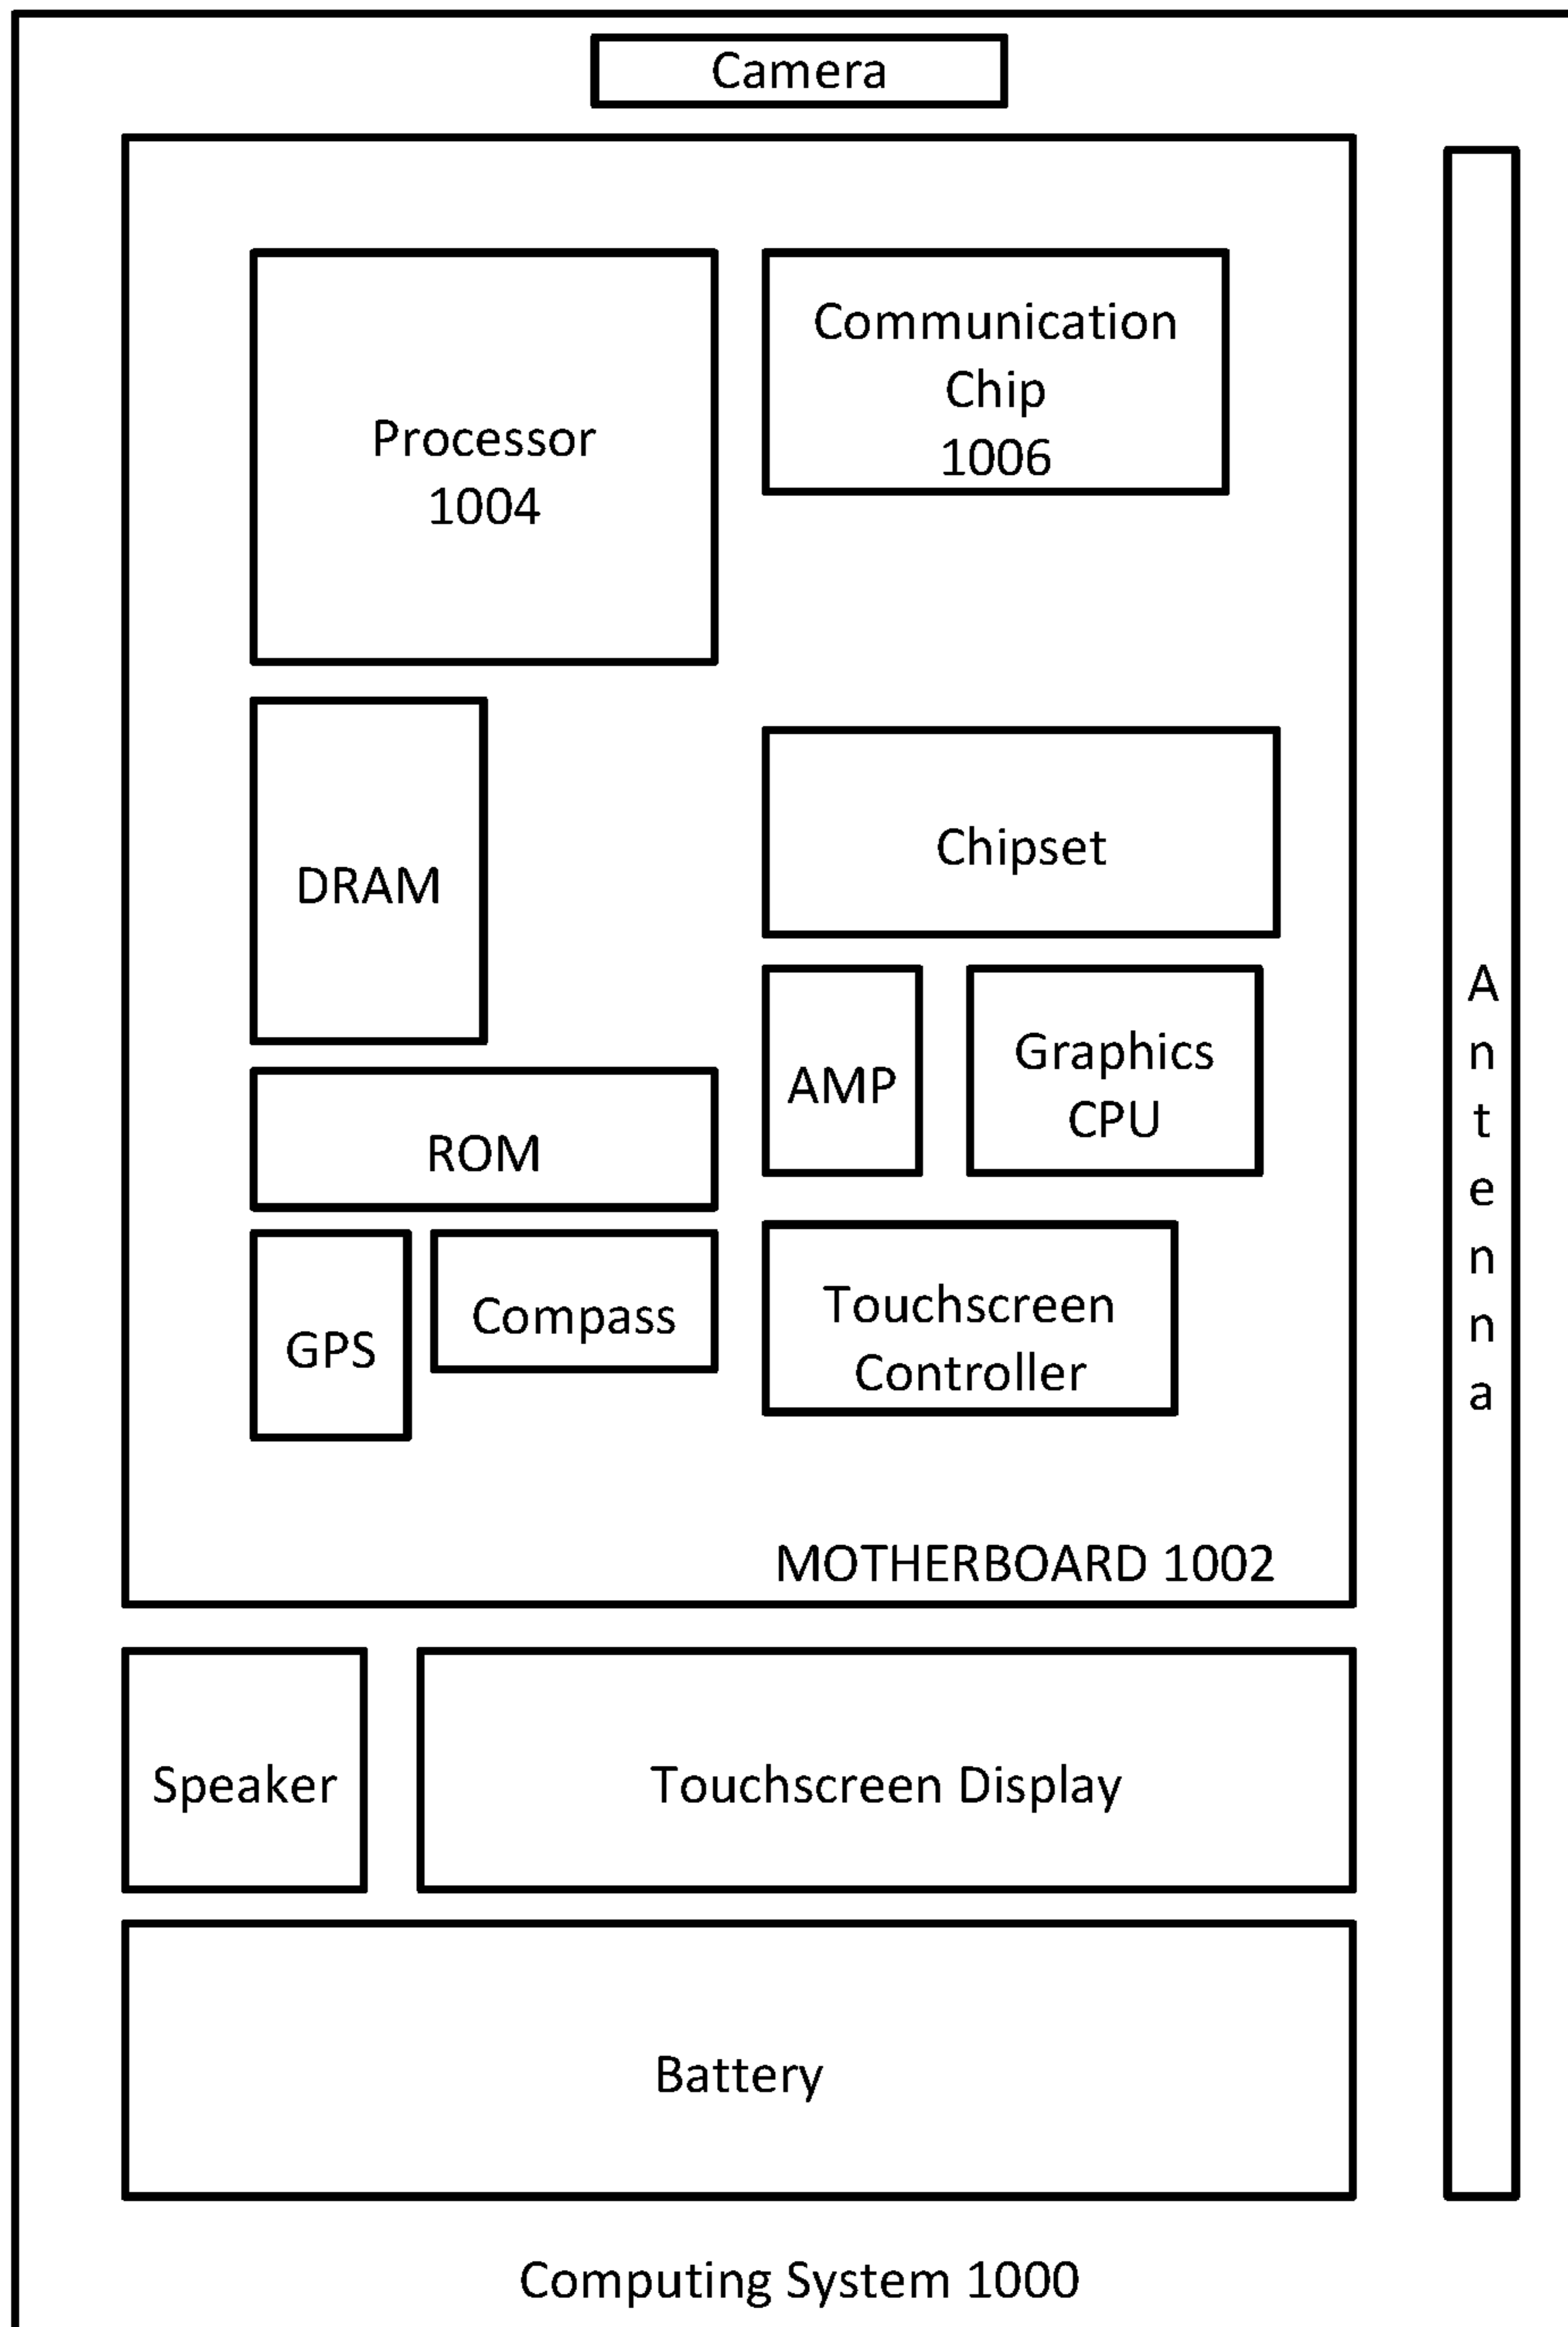 Camera
Processor
1004
Communication
Chip
1006
DRAM
Chipset
AMP
Graphics
CPU
ROM
GPS
Compass
Touchscreen
Controller
MOTHERBOARD 1002
Antenna
Speaker
Touchscreen Display
Battery
Computing System 1000